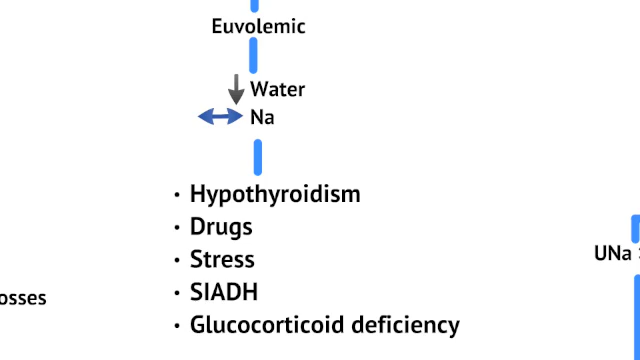 Euvolemic
Water
Na
· Hypothyroidism
· Drugs
· Stress
UNa
· SIADH
osses
· Glucocorticoid deficiency